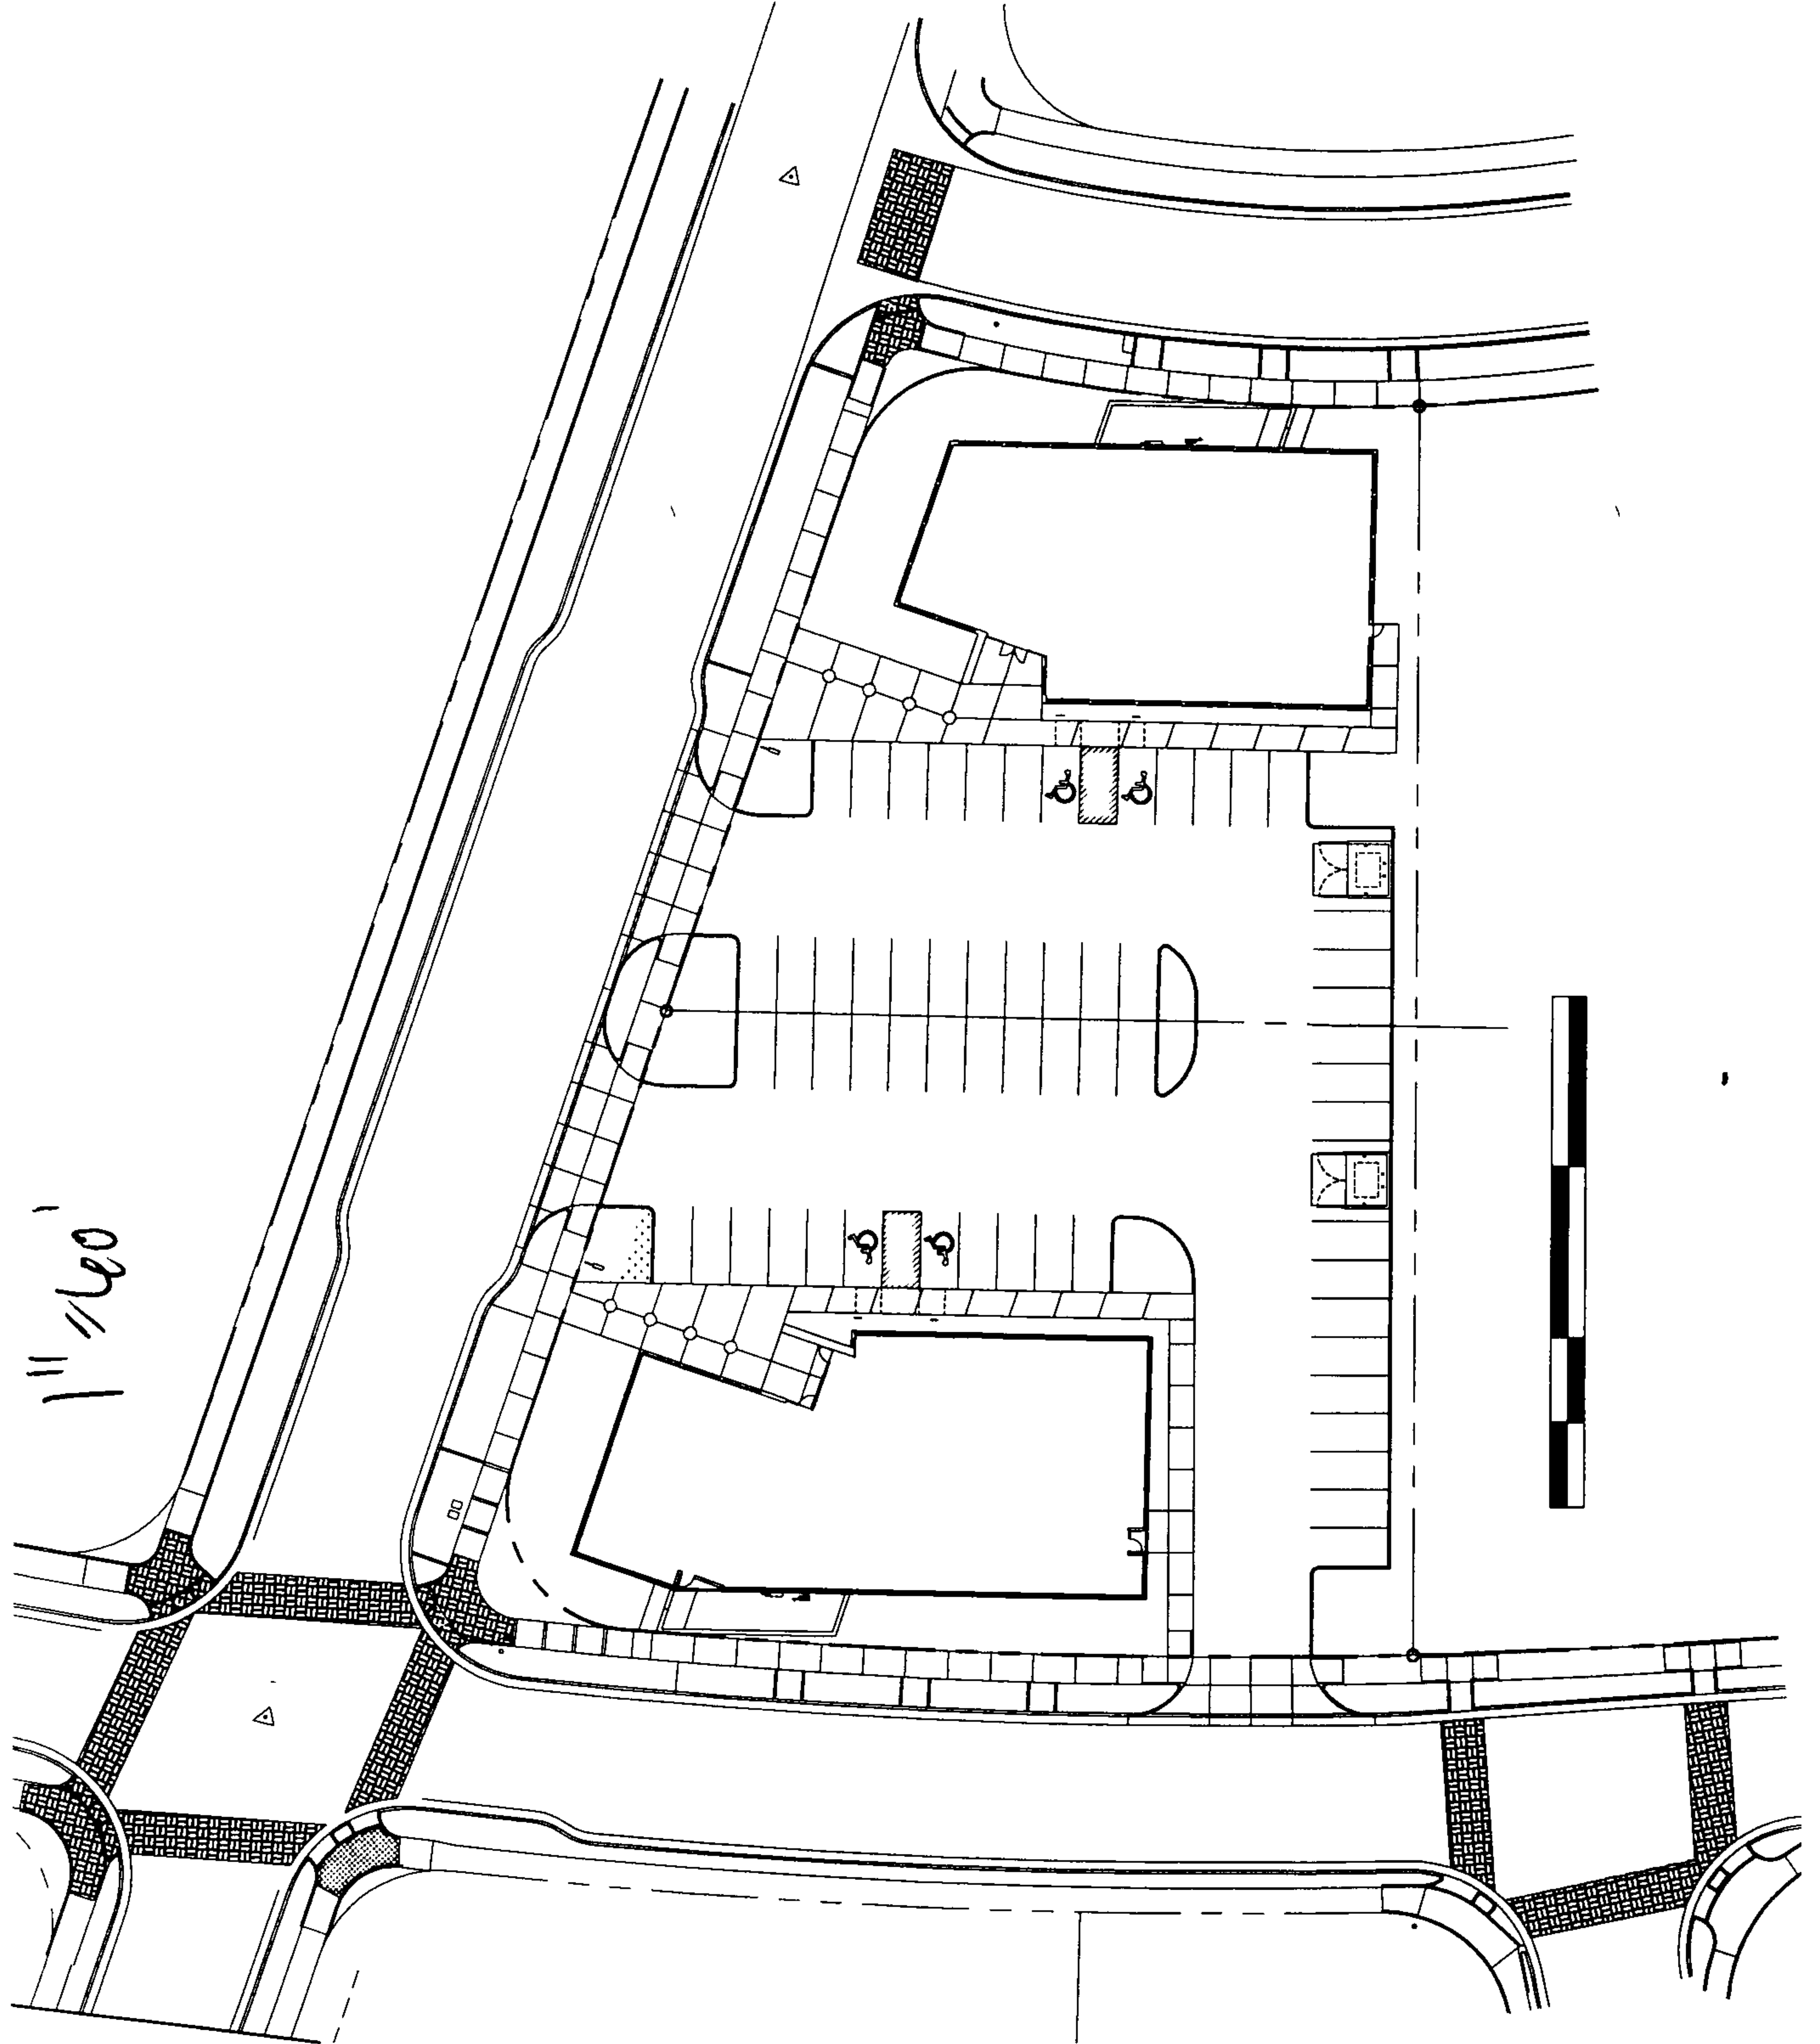 1" = 60'